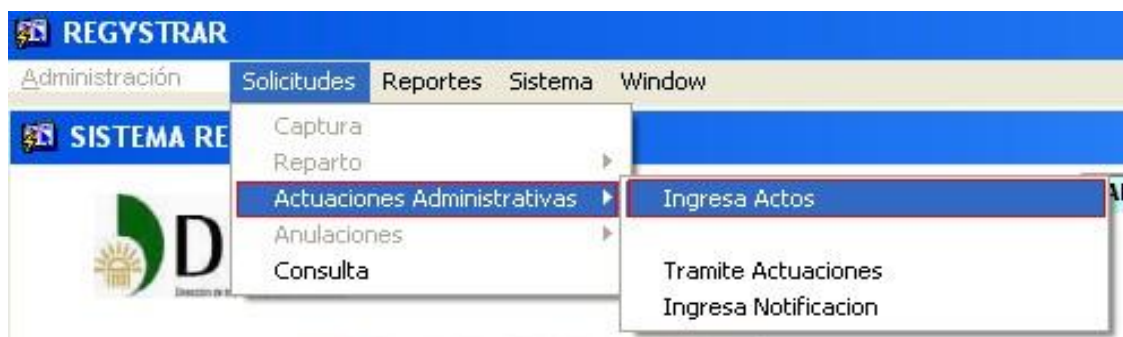 REGYSTRAR
Administración Solicitudes Reportes Sistema Window
SISTEMA RE
Captura
Reparto
Actuaciones Administrativas
Anulaciones
Consulta
Ingresa Actos
Tramite Actuaciones
Ingresa Notificacion
D